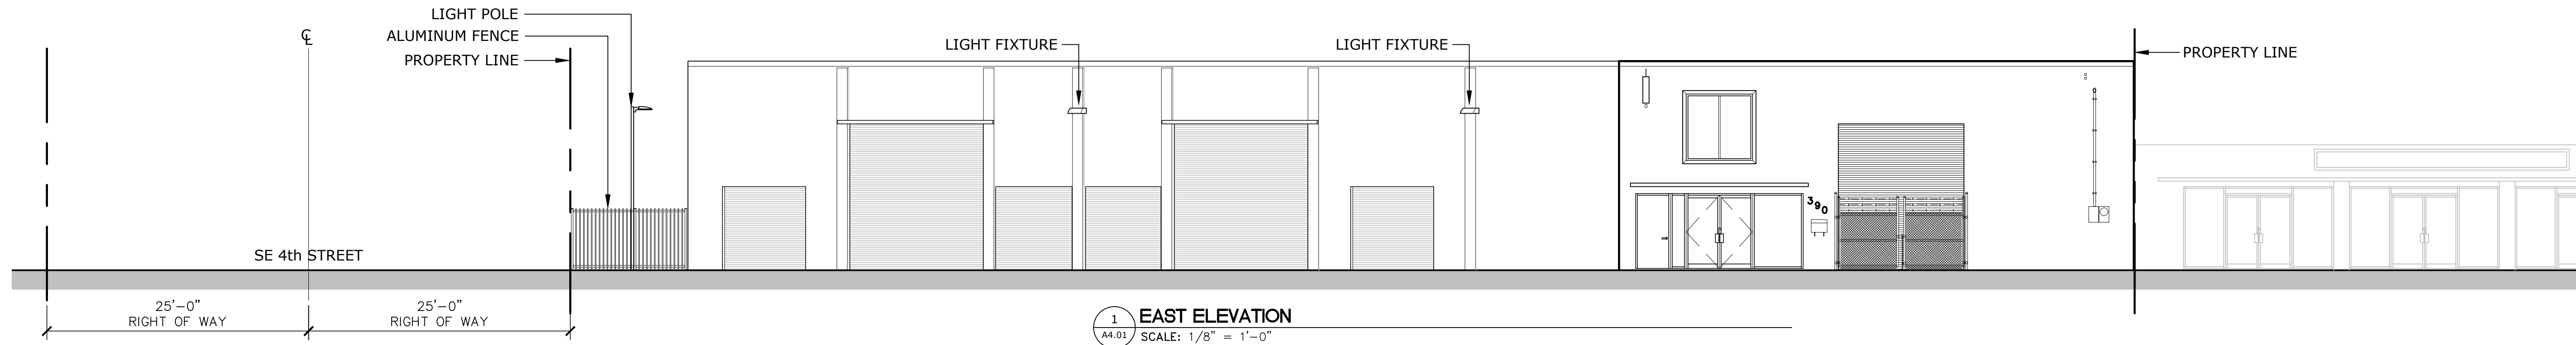 LIGHT POLE
ALUMINUM FENCE
PROPERTY LINE
℄
LIGHT FIXTURE
LIGHT FIXTURE
PROPERTY LINE
390
SE 4th STREET
25'-0"
RIGHT OF WAY
25'-0"
RIGHT OF WAY
1
A4.01
EAST ELEVATION
SCALE: 1/8" = 1'-0"